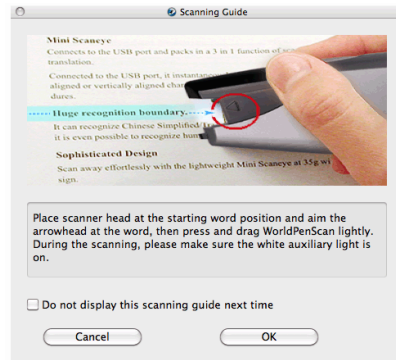 Scanning Guide
Mini Scaneye
Connects to the USB port and packs in a 3 in 1 function of
translation.
Connected to the USB port, it
aligned or vertically aligned
dures.
Huge recognition boundary.
It can recognize Chinese Simplified
it is even possible to recognize
Sophisticated Design
Scan away effortlessly with the lightweight Mini Scaneye at 35g
sign.
Place scanner head at the starting word position and aim the
arrowhead at the word, then press and drag WorldPenScan lightly.
During the scanning, please make sure the white auxiliary light is
on.
Do not display this scanning guide next time
Cancel OK